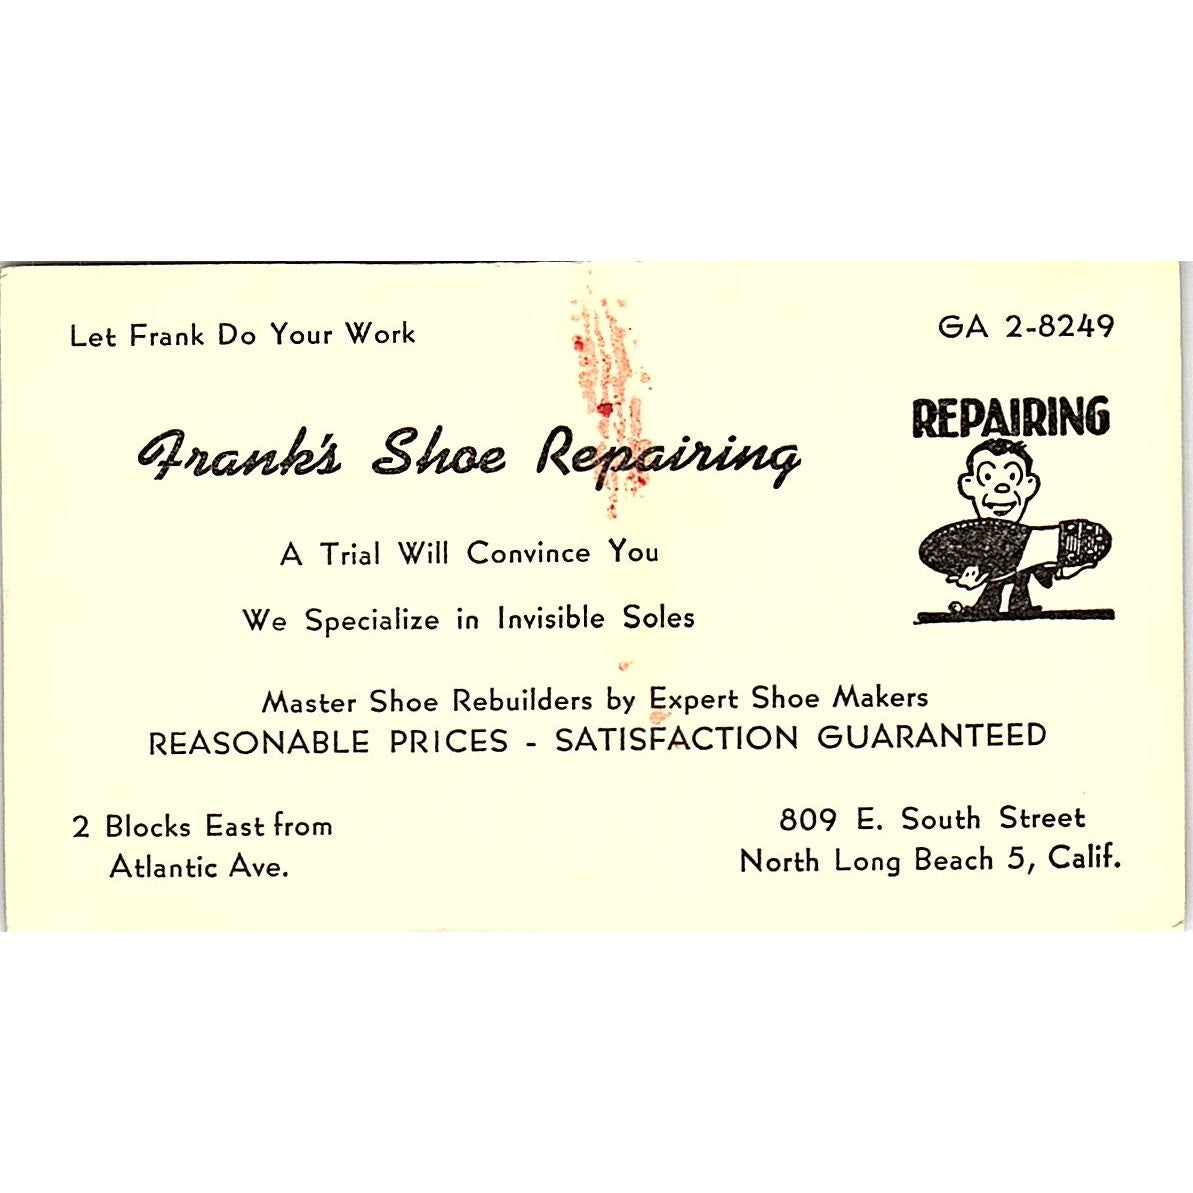 Let Frank Do Your Work
GA 2-8249
REPAIRING
Frank's Shoe Repairing
A Trial Will Convince You
We Specialize in Invisible Soles
Master Shoe Rebuilders by Expert Shoe Makers
REASONABLE PRICES - SATISFACTION GUARANTEED
2 Blocks East from
Atlantic Ave.
809 E. South Street
North Long Beach 5, Calif.